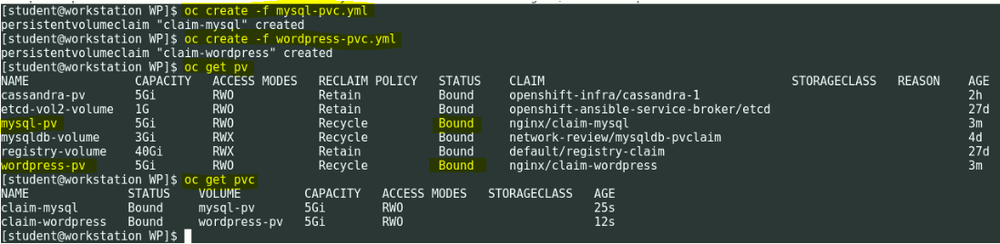 [student@workstation WP]$ oc create -f mysql-pvc.yml
persistentvolumeclaim "claim-mysql" created
[student@workstation WP]$ oc create -f wordpress-pvc.yml
persistentvolumeclaim "claim-wordpress" created
[student@workstation WP]$ oc get pv
NAME CAPACITY ACCESS MODES RECLAIM POLICY STATUS CLAIM STORAGECLASS REASON AGE
cassandra-pv 5Gi RWO Retain Bound openshift-infra/cassandra-1 2h
etcd-vol2-volume 1G RWO Retain Bound openshift-ansible-service-broker/etcd 27d
mysql-pv 5Gi RWO Recycle Bound nginx/claim-mysql 3m
mysqldb-volume 3Gi RWX Recycle Bound network-review/mysqldb-pvclaim 4d
registry-volume 40Gi RWX Retain Bound default/registry-claim 27d
wordpress-pv 5Gi RWO Recycle Bound nginx/claim-wordpress 3m
[student@workstation WP]$ oc get pvc
NAME STATUS VOLUME CAPACITY ACCESS MODES STORAGECLASS AGE
claim-mysql Bound mysql-pv 5Gi RWO 25s
claim-wordpress Bound wordpress-pv 5Gi RWO 12s
[student@workstation WP]$